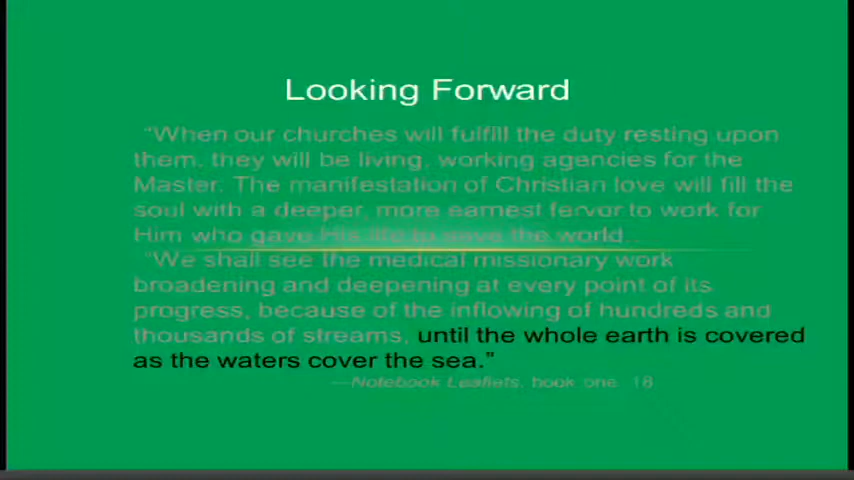 Looking Forward
"When our churches will fulfill the duty resting upon
them, they will be living, working agencies for the
Master. The manifestation of Christian love will fill the
soul with a deeper, more earnest fervor to work for
Him who gave His life to save the world...
"We shall see the medical missionary work
broadening and deepening at every point of its
progress, because of the inflowing of hundreds and
thousands of streams, until the whole earth is covered
as the waters cover the sea."
—Notebook Leaflets, book one, 18